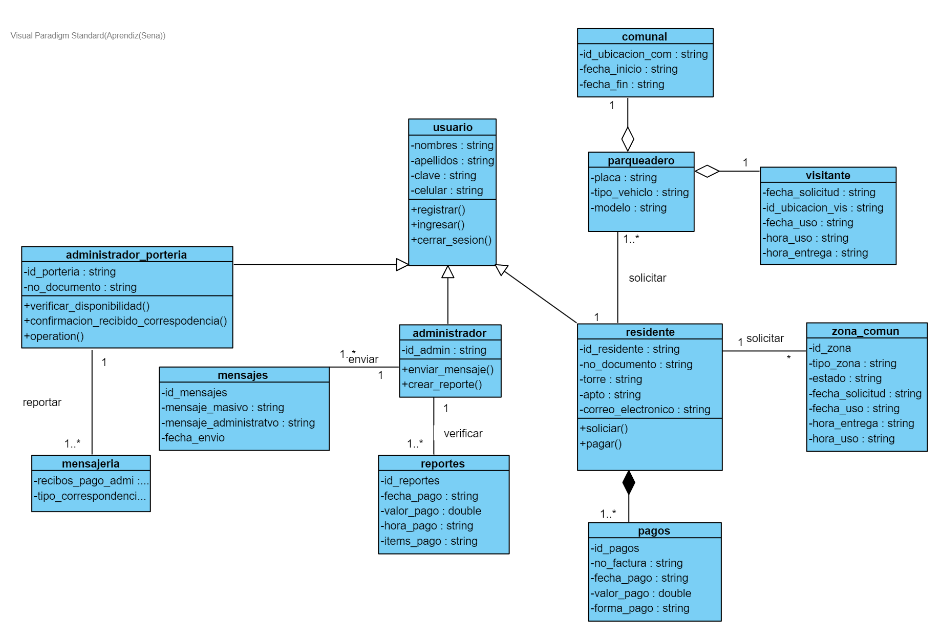 Visual Paradigm Standard(Aprendiz(Sena))
comunal
-id_ubicacion_com : string
-fecha_inicio : string
-fecha_fin : string
1
usuario
-nombres : string
-apellidos : string
-clave : string
-celular : string
+registrar()
+ingresar()
+cerrar_sesion()
parqueadero
-placa : string
-tipo_vehiclo : string
-modelo : string
1
visitante
-fecha_solicitud : string
-id_ubicacion_vis : string
-fecha_uso : string
-hora_uso : string
-hora_entrega : string
1..*
solicitar
1
administrador_porteria
-id_porteria : string
-no_documento : string
+verificar_disponibilidad()
+confirmacion_recibido_correspodencia()
+operation()
1
reportar
1..*
administrador
-id_admin : string
+enviar_mensaje()
+crear_reporte()
1..*
enviar
1
mensajes
-id_mensajes
-mensaje_masivo : string
-mensaje_administratvo : string
-fecha_envio
1
verificar
1..*
residente
-id_residente : string
-no_documento : string
-torre : string
-apto : string
-correo_electronico : string
+soliciar()
+pagar()
1
solicitar
*
zona_comun
-id_zona
-tipo_zona : string
-estado : string
-fecha_solicitud : string
-fecha_uso : string
-hora_entrega : string
-hora_uso : string
mensajeria
-recibos_pago_admi :...
-tipo_correspondenci...
reportes
-id_reportes
-fecha_pago : string
-valor_pago : double
-hora_pago : string
-items_pago : string
1..*
pagos
-id_pagos
-no_factura : string
-fecha_pago : string
-valor_pago : double
-forma_pago : string